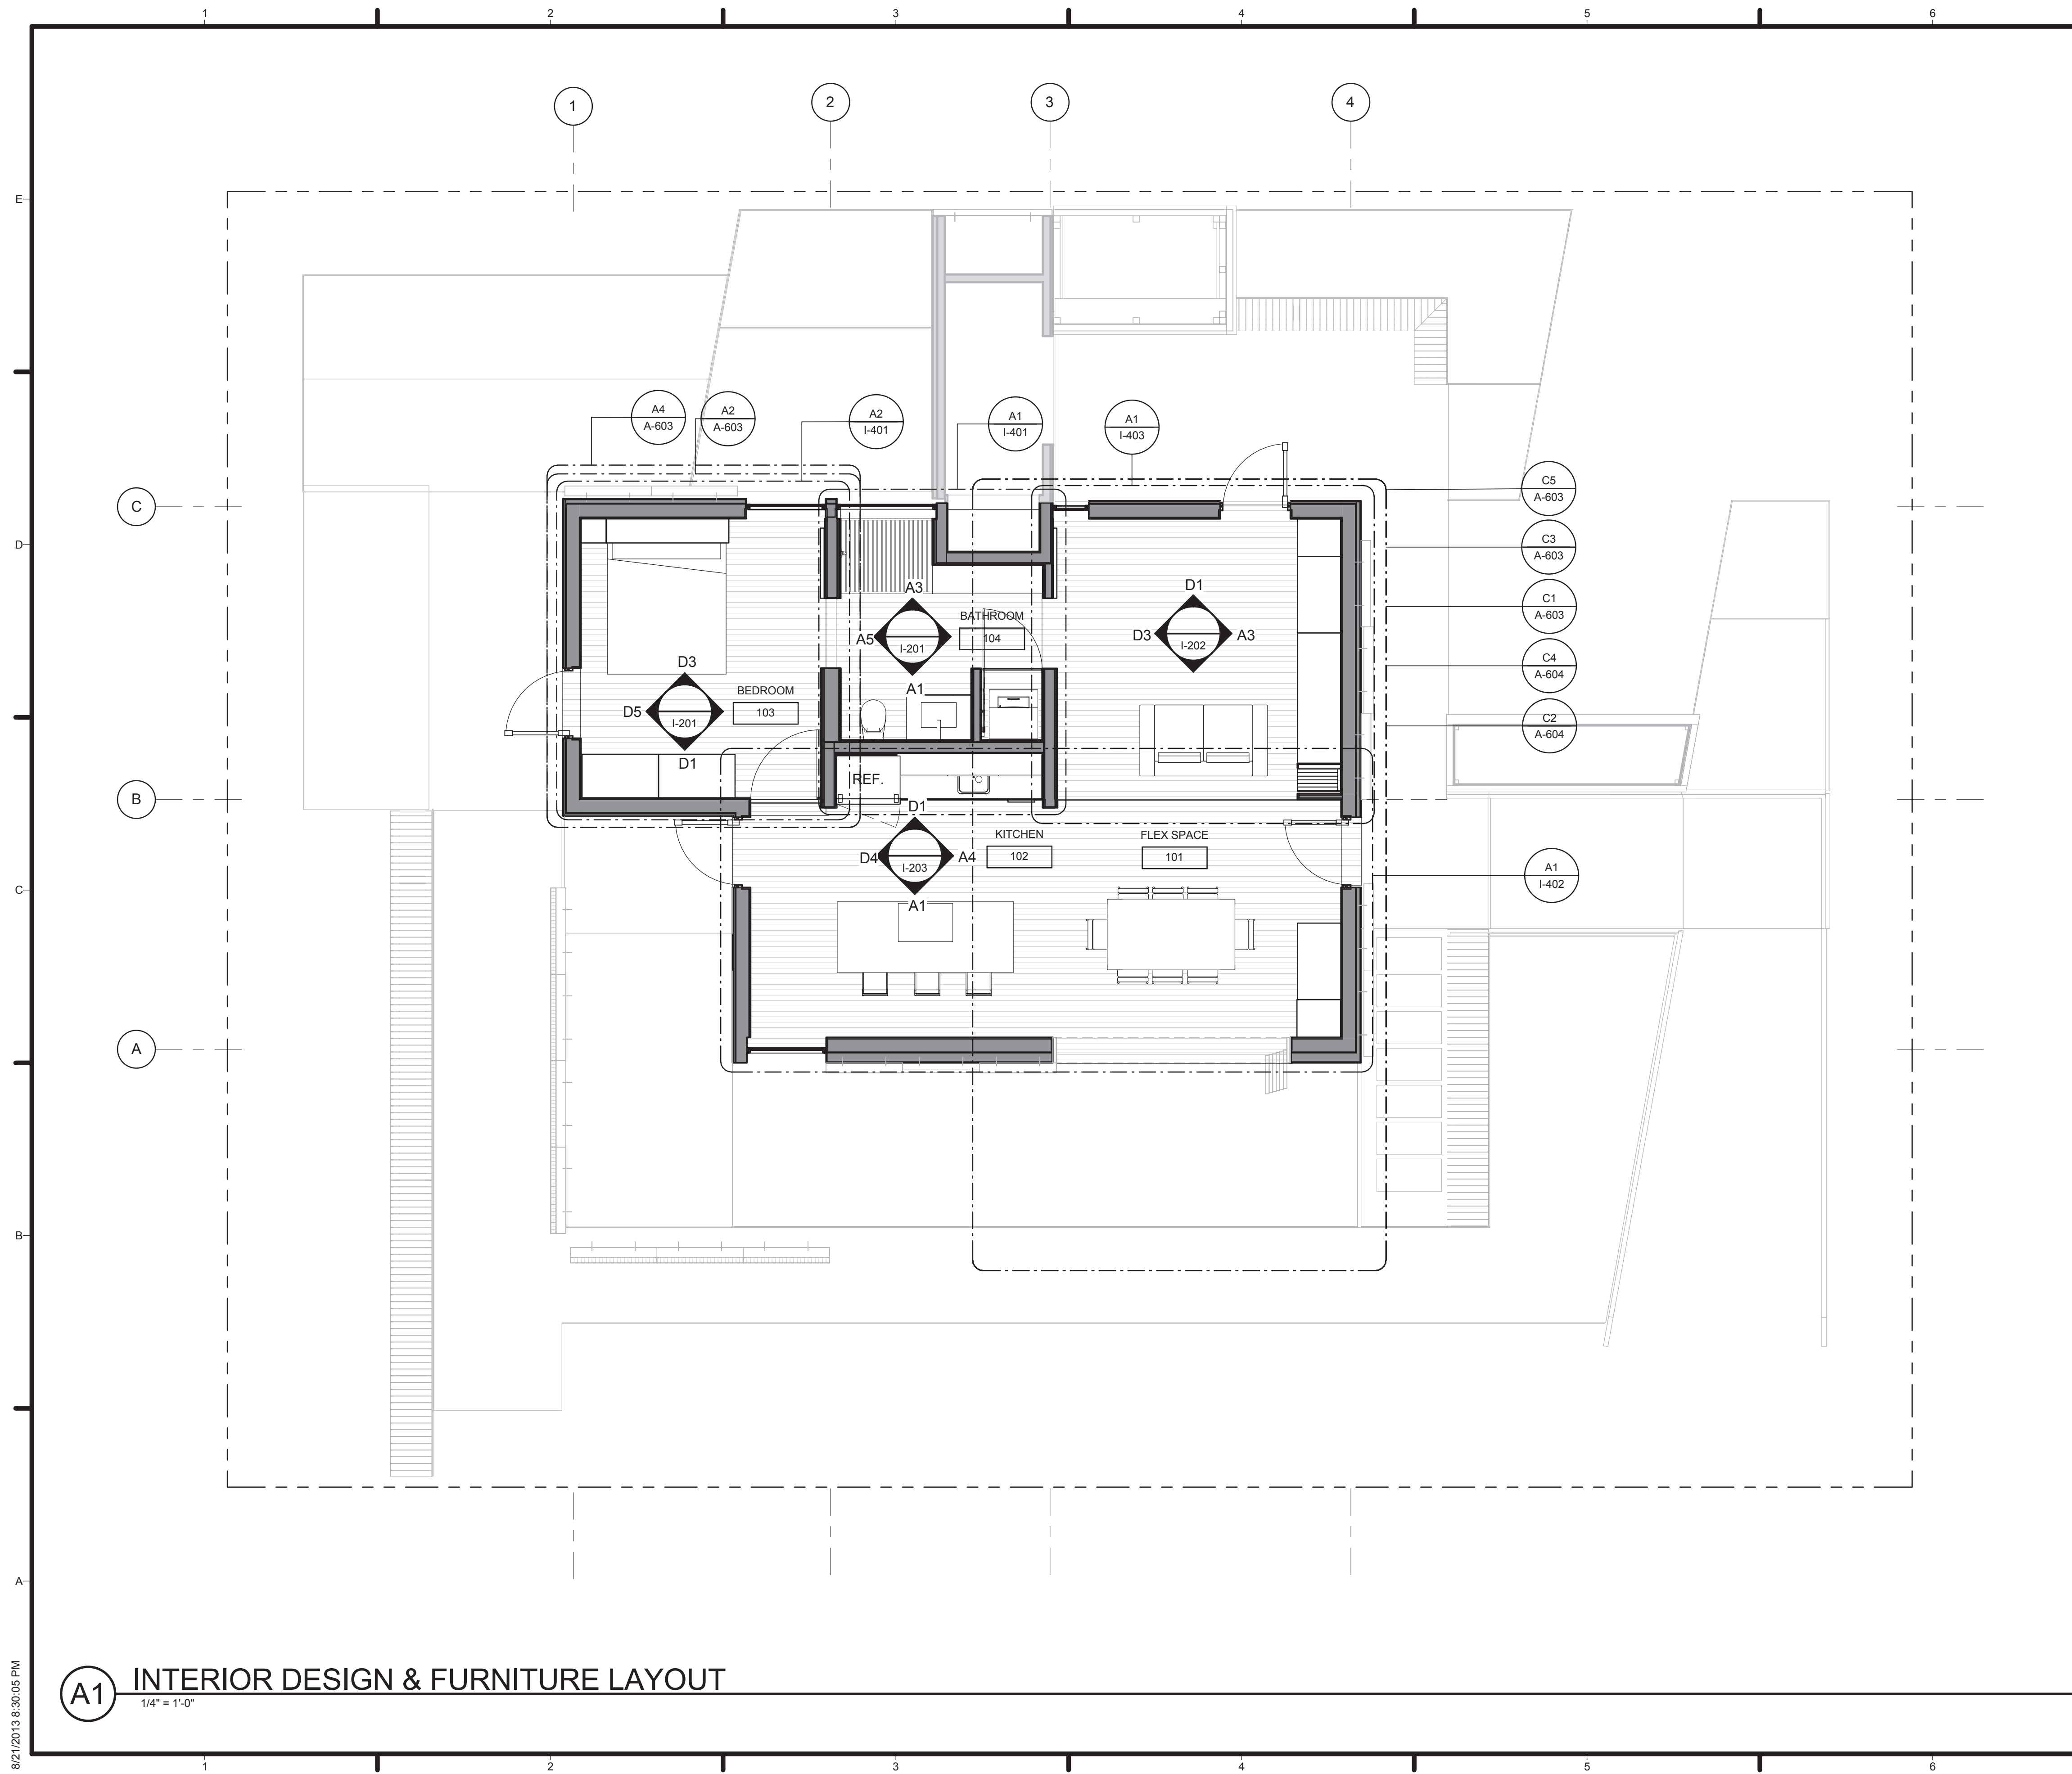 1 2 3 4 5 6
1 2 3 4
E
A4
A-603
A2
A-603
A2
I-401
A1
I-401
A1
I-403
C5
A-603
C
D
C3
A-603
A3
D1
C1
A-603
BATHROOM
A5 I-201 104
D3 I-202 A3
D3
A1
C4
A-604
BEDROOM
D5 I-201 103
C2
A-604
D1
REF.
B
D1
KITCHEN
FLEX SPACE
D4 I-203 A4 102
101
A1
I-402
C
A1
A
B
A
A1 INTERIOR DESIGN & FURNITURE LAYOUT
1/4" = 1'-0"
8/21/2013 8:30:05 PM
1 2 3 4 5 6